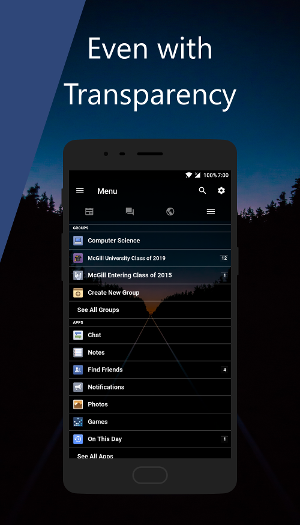 Even with
Transparency
100% 7:00
Menu
GROUPS
Computer Science
McGill University Class of 2019 12
McGill Entering Class of 2015 1
Create New Group
See All Groups
APPS
Chat
Notes
Find Friends 4
Notifications
Photos
Games
On This Day 1
See All Apps